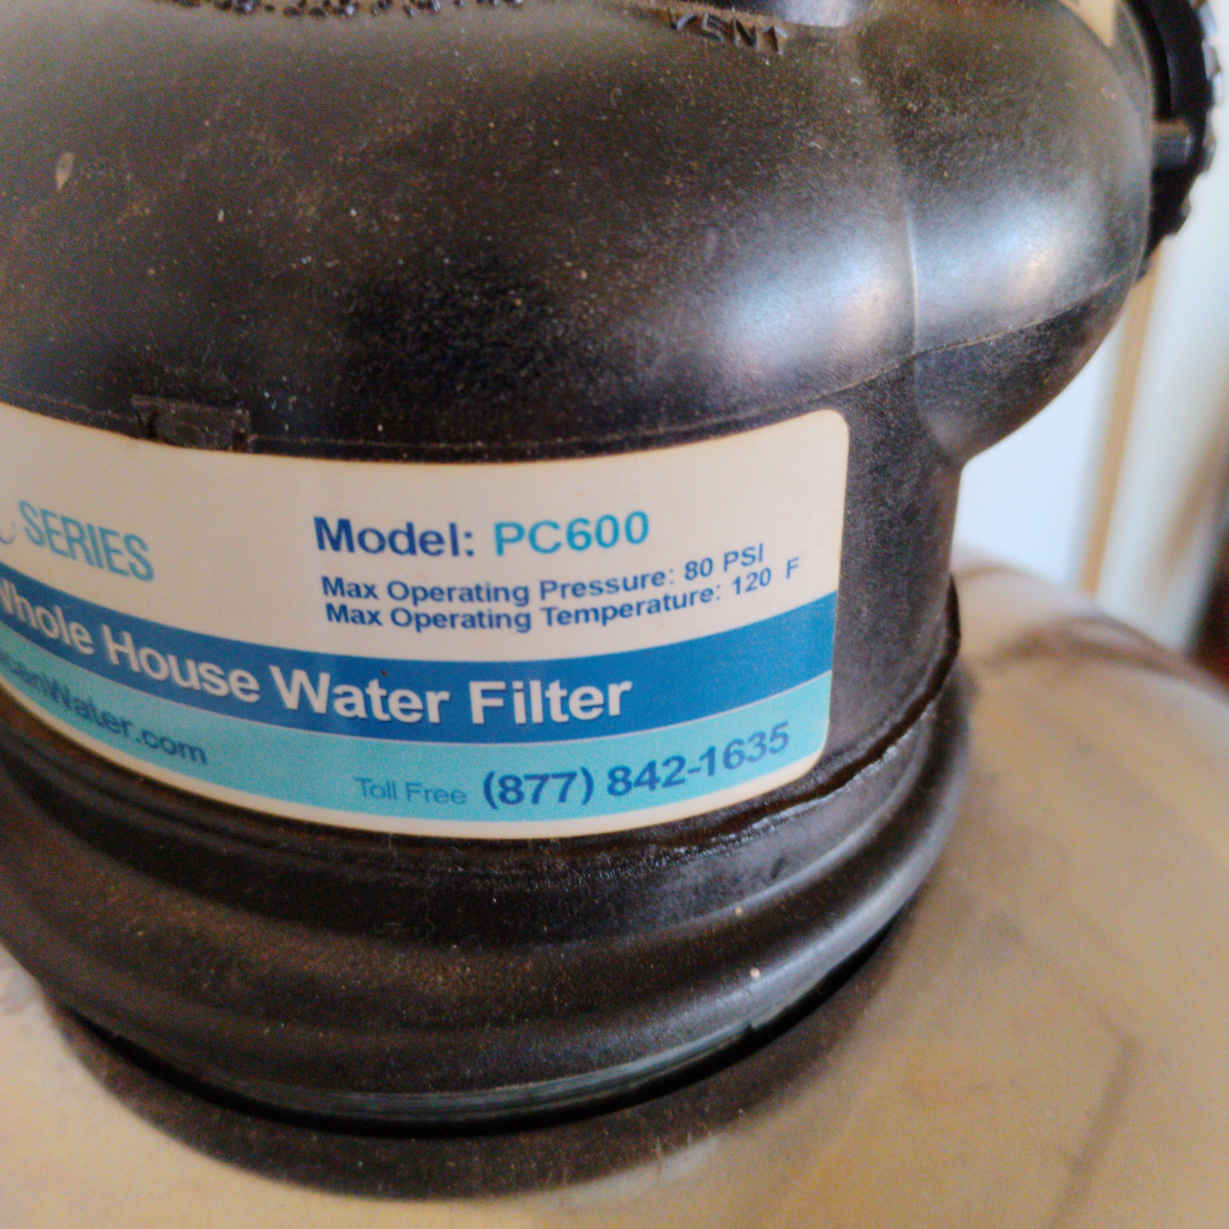 V5N1
SERIES
Model: PC600
Max Operating Pressure: 80 PSI
Max Operating Temperature: 120 F
Whole House Water Filter
Water.com
Toll Free (877) 842-1635